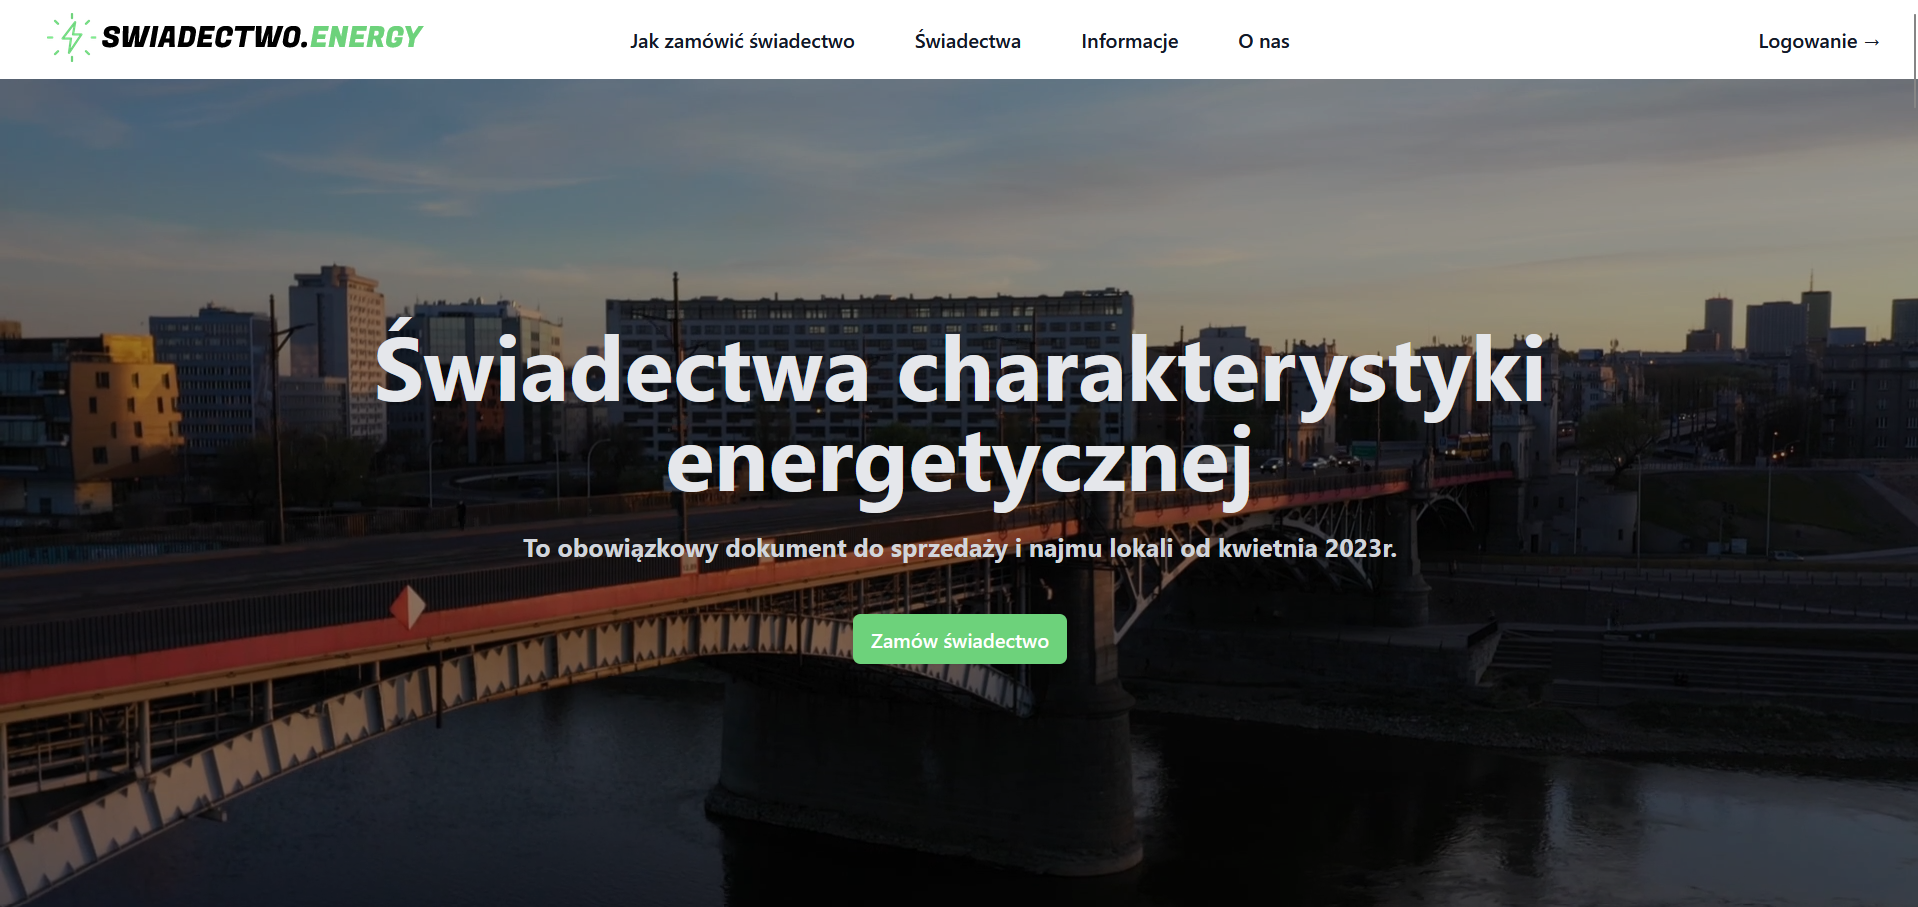 SWIADECTWO.ENERGY
Jak zamówić świadectwo
Świadectwa
Informacje
O nas
Logowanie →
Świadectwa charakterystyki
energetycznej
To obowiązkowy dokument do sprzedaży i najmu lokali od kwietnia 2023r.
Zamów świadectwo